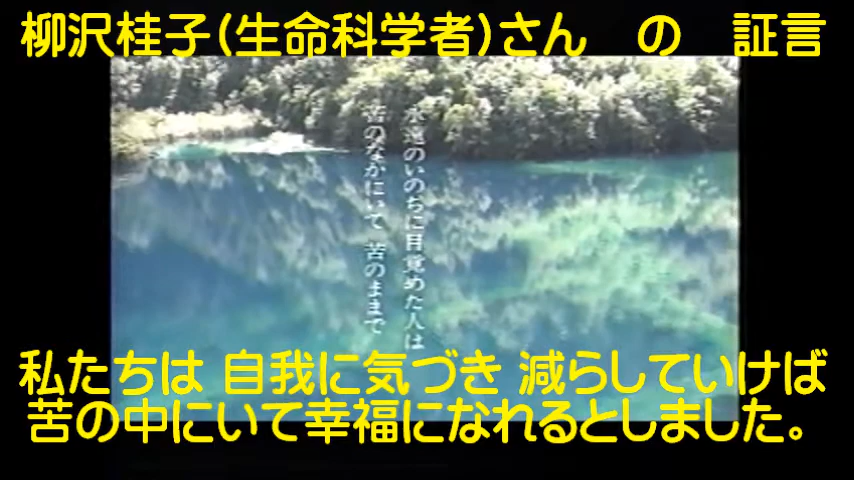 柳沢桂子(生命科学者)さん　の　証言
永遠のいのちに目覚めた人は
苦のなかにいて 苦のままで
私たちは 自我に気づき 減らしていけば
苦の中にいて幸福になれるとしました。